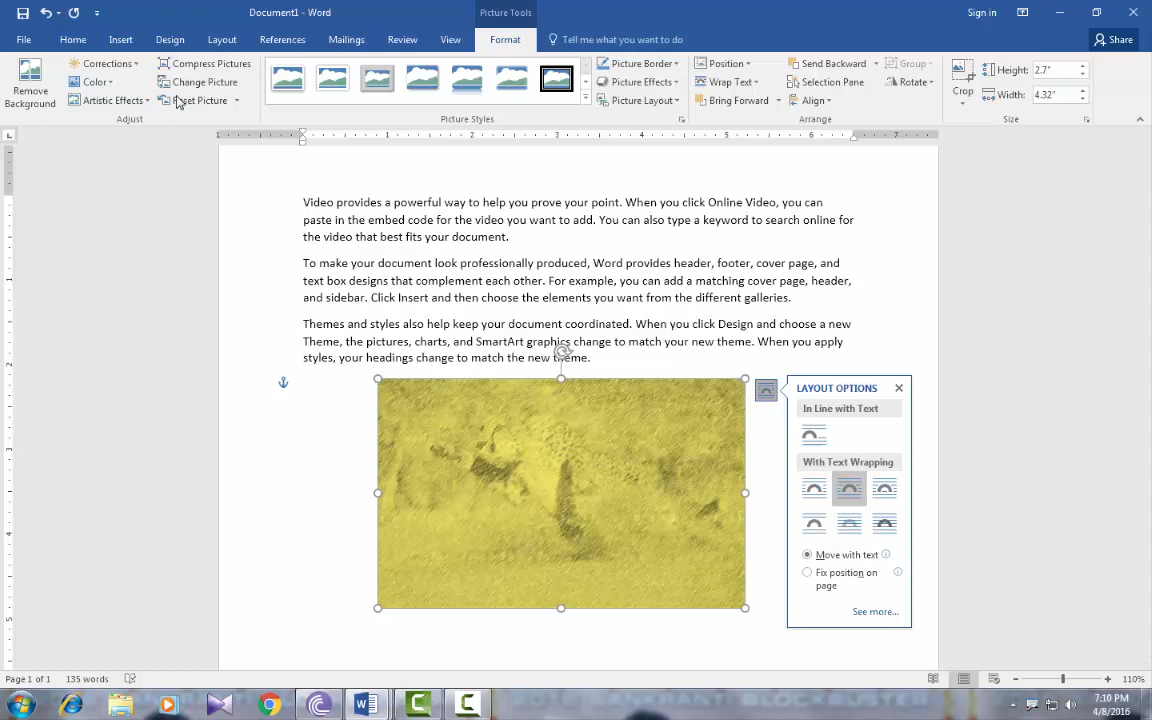 Document1 - Word
Picture Tools
Sign in
File Home Insert Design Layout References Mailings Review View Format Tell me what you want to do Share
Remove Background
Corrections
Color
Artistic Effects
Compress Pictures
Change Picture
Picture
Adjust
Picture Styles
Picture Border
Picture Effects
Picture Layout
Position
Wrap Text
Bring Forward
Send Backward
Selection Pane
Align
Group
Rotate
Arrange
Crop
Height: 2.7"
Width: 4.32"
Size
1 1 2 3 4 5 6 7
Video provides a powerful way to help you prove your point. When you click Online Video, you can
paste in the embed code for the video you want to add. You can also type a keyword to search online for
the video that best fits your document.
To make your document look professionally produced, Word provides header, footer, cover page, and
text box designs that complement each other. For example, you can add a matching cover page, header,
and sidebar. Click Insert and then choose the elements you want from the different galleries.
Themes and styles also help keep your document coordinated. When you click Design and choose a new
Theme, the pictures, charts, and SmartArt graphics change to match your new theme. When you apply
styles, your headings change to match the new theme.
LAYOUT OPTIONS
In Line with Text
With Text Wrapping
Move with text
Fix position on
page
See more...
Page 1 of 1 135 words
110%
7:10 PM
4/8/2016